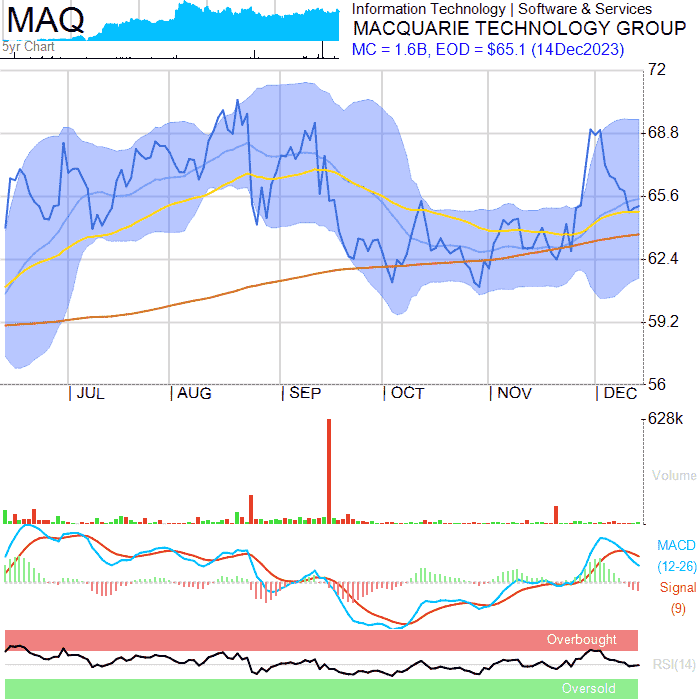 MAQ
5yr Chart
Information Technology | Software & Services
MACQUARIE TECHNOLOGY GROUP
MC = 1.6B, EOD = $65.1 (14Dec2023)
72
68.8
65.6
62.4
59.2
56
| JUL | AUG | SEP | OCT | NOV | DEC
628k
Volume
MACD
(12-26)
Signal
(9)
Overbought
RSI(14)
Oversold